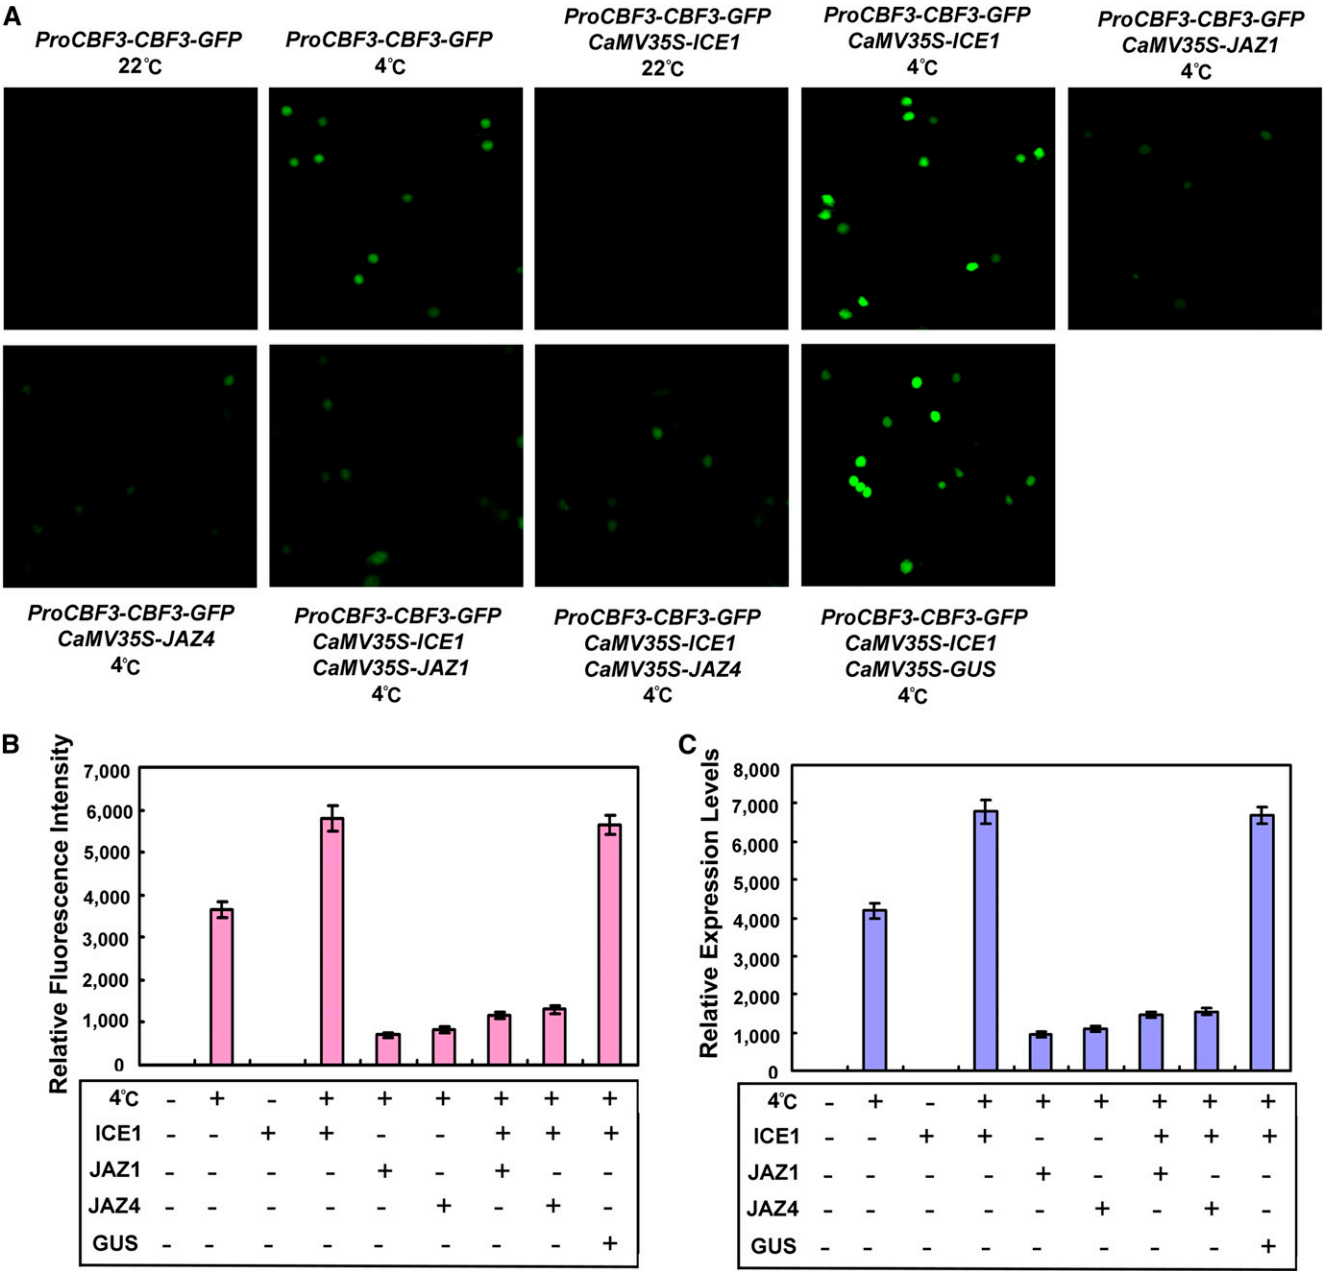 A
ProCBF3-CBF3-GFP
22°C
ProCBF3-CBF3-GFP
4°C
ProCBF3-CBF3-GFP
CaMV35S-ICE1
22°C
ProCBF3-CBF3-GFP
CaMV35S-ICE1
4°C
ProCBF3-CBF3-GFP
CaMV35S-JAZ1
4°C
ProCBF3-CBF3-GFP
CaMV35S-JAZ4
4°C
ProCBF3-CBF3-GFP
CaMV35S-ICE1
CaMV35S-JAZ1
4°C
ProCBF3-CBF3-GFP
CaMV35S-ICE1
CaMV35S-JAZ4
4°C
ProCBF3-CBF3-GFP
CaMV35S-ICE1
CaMV35S-GUS
4°C
B
Relative Fluorescence Intensity
7,000
6,000
5,000
4,000
3,000
2,000
1,000
0
4°C - + - + + + + + +
ICE1 - - + + - - + + +
JAZ1 - - - - + - + - -
JAZ4 - - - - - + - + -
GUS - - - - - - - - +
C
Relative Expression Levels
8,000
7,000
6,000
5,000
4,000
3,000
2,000
1,000
0
4°C - + - + + + + + +
ICE1 - - + + - - + + +
JAZ1 - - - - + - + - -
JAZ4 - - - - - + - + -
GUS - - - - - - - - +